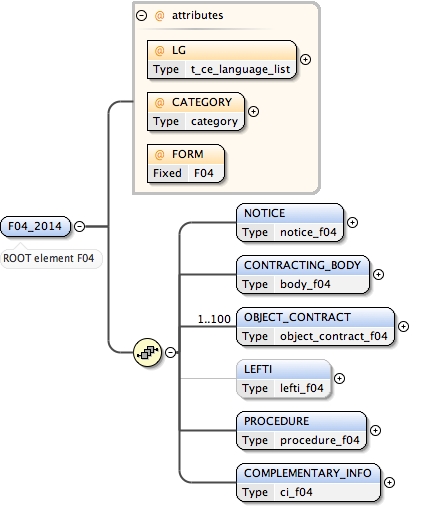 @ attributes
@ LG
Type t_ce_language_list
@ CATEGORY
Type category
@ FORM
Fixed F04
F04_2014
ROOT element F04
NOTICE
Type notice_f04
CONTRACTING_BODY
Type body_f04
1..100
OBJECT_CONTRACT
Type object_contract_f04
LEFTI
Type lefti_f04
PROCEDURE
Type procedure_f04
COMPLEMENTARY_INFO
Type ci_f04